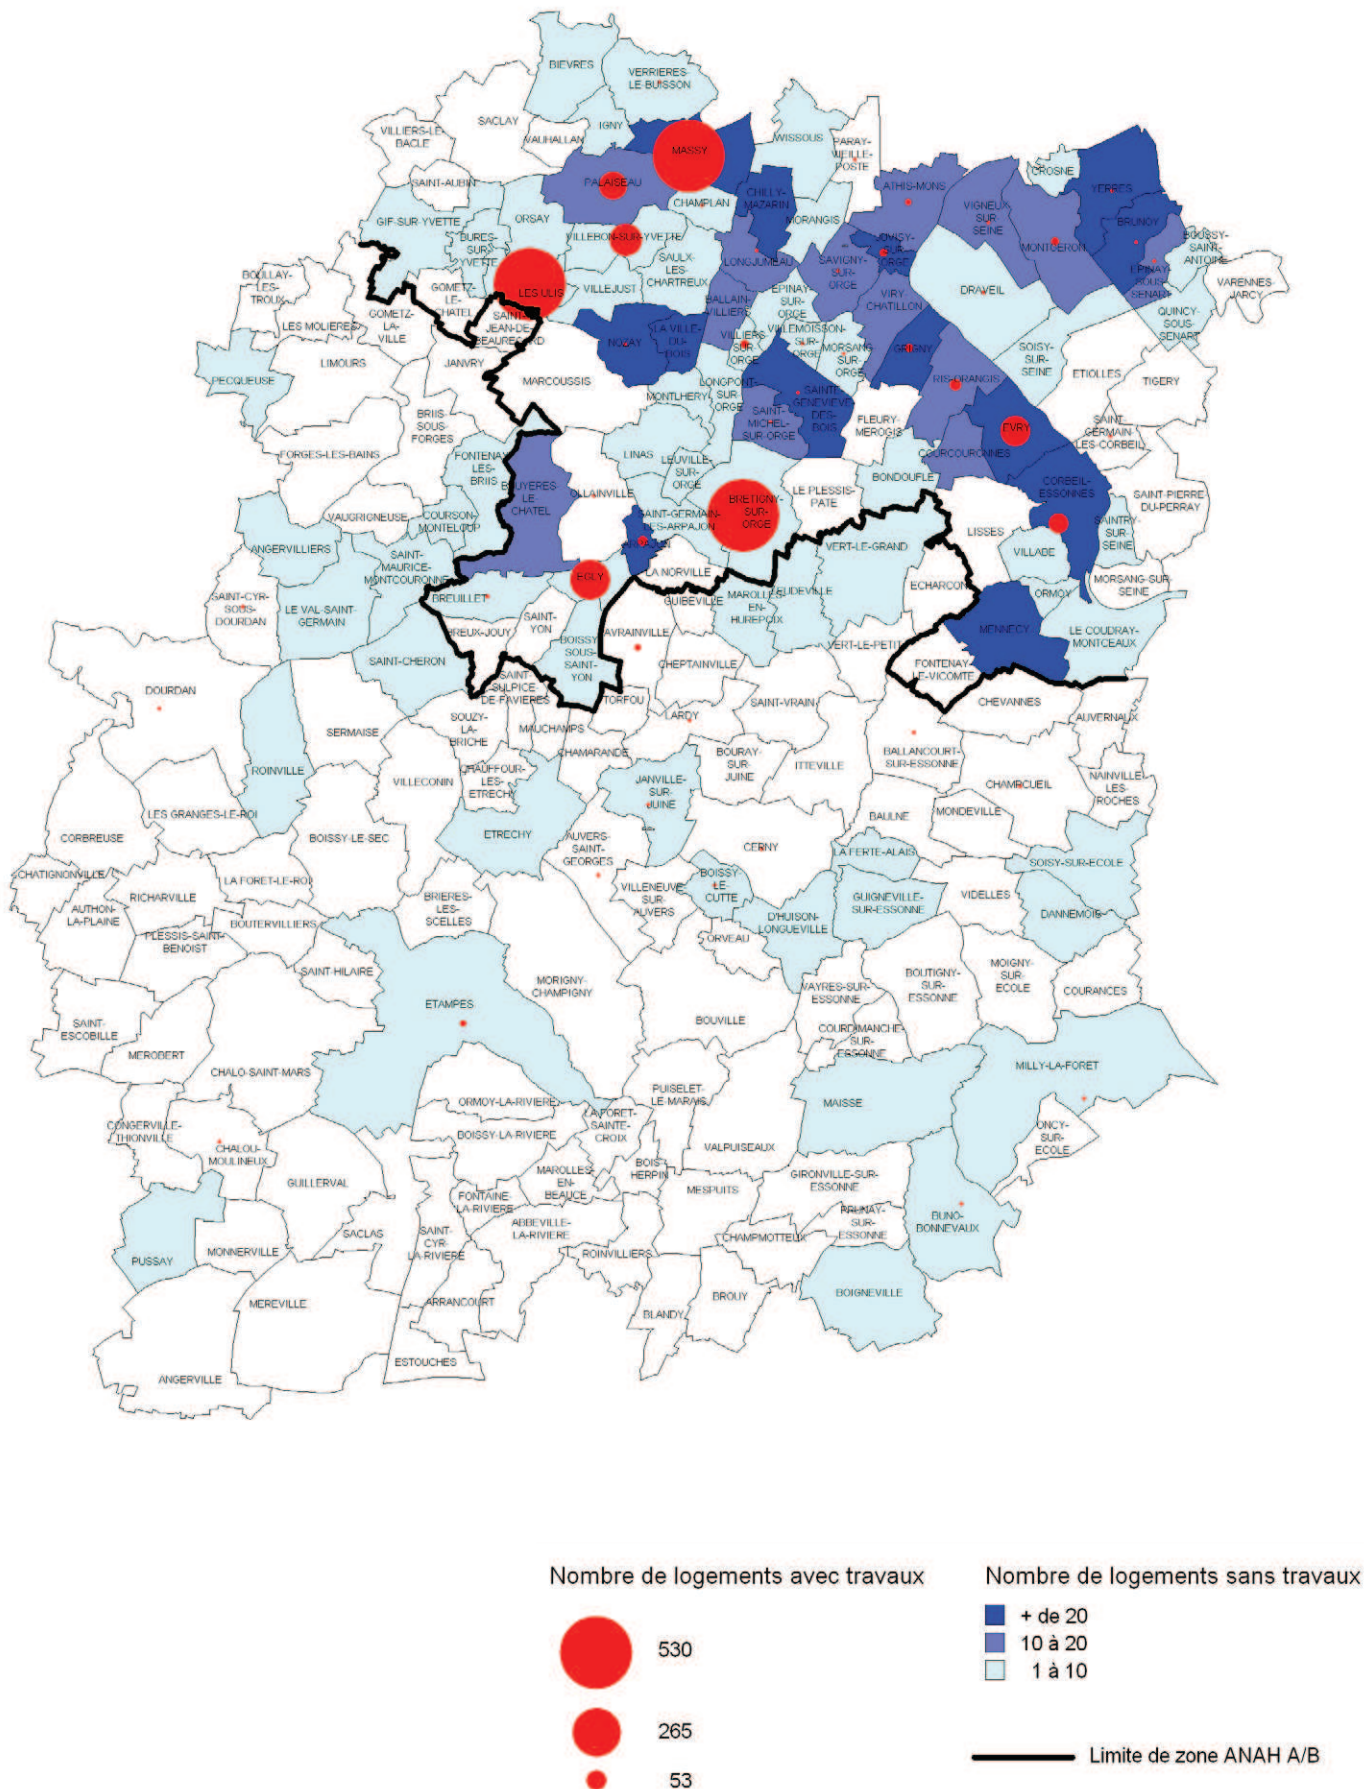 BIEVRES
VERRIERES-
LE-BUISSON
SACLAY
IGNY
VILLIERS-LE-
BACLE
VAUHALLAN
MASSY
WISSOUS
PARAY-
VIEILLE-
POSTE
SAINT-AUBIN
PALAISEAU
CHILLY-
MAZARIN
ATHIS-MONS
CROSNE
YERRES
GIF-SUR-YVETTE
ORSAY
CHAMPLAN
MORANGIS
VIGNEUX-
SUR-
SEINE
BRUNOY
BURES-
SUR-
YVETTE
VILLEBON-SUR-YVETTE
LONGJUMEAU
JUVISY-
SUR-
ORGE
MONTGERON
BOUSSY-
SAINT-
ANTOINE
SAULX-
LES-
CHARTREUX
SAVIGNY-
SUR-
ORGE
EPINAY-
SOUS-
SENART
VARENNES-
JARCY
BOULLAY-
LES-
TROUX
GOMETZ-
LE-
CHATEL
LES ULIS
VILLEJUST
BALLAIN-
VILLIERS
EPINAY-
SUR-
ORGE
VIRY-
CHATILLON
DRAVEIL
QUINCY-
SOUS-
SENART
LES MOLIERES
GOMETZ-
LA-
VILLE
SAINT-
JEAN-DE-
BEAUREGARD
NOZAY
LA VILLE-
DU-
BOIS
VILLIERS-
SUR-
ORGE
VILLEMOISSON-
SUR-
ORGE
MORSANG-
SUR-
ORGE
GRIGNY
SOISY-
SUR-
SEINE
LIMOURS
JANVRY
ETIOLLES
TIGERY
PECQUEUSE
MARCOUSSIS
MONTLHERY
LONGPONT-
SUR-
ORGE
SAINTE-
GENEVIEVE-
DES-
BOIS
RIS-ORANGIS
BRIIS-
SOUS-
FORGES
SAINT-
MICHEL-
SUR-ORGE
FLEURY-
MEROGIS
EVRY
SAINT-
GERMAIN-
LES-CORBEIL
FORGES-LES-BAINS
FONTENAY-
LES-
BRIIS
LINAS
LEUVILLE-
SUR-
ORGE
COURCOURONNES
BONDOUFLE
BRUYERES-
LE-
CHATEL
OLLAINVILLE
BRETIGNY-
SUR-
ORGE
LE PLESSIS-
PATE
CORBEIL-
ESSONNES
SAINT-PIERRE-
DU-PERRAY
VAUGRIGNEUSE
COURSON-
MONTELOUP
SAINT-GERMAIN-
LES-ARPAJON
SAINTRY-
SUR-
SEINE
ANGERVILLIERS
SAINT-
MAURICE-
MONTCOURONNE
ARPAJON
LISSES
VERT-LE-GRAND
VILLABE
EGLY
LA NORVILLE
MORSANG-SUR-
SEINE
SAINT-CYR-
SOUS-
DOURDAN
LE VAL-SAINT-
GERMAIN
BREUILLET
GUIBEVILLE
MAROLLES-
EN-
HUREPOIX
LEUDEVILLE
ECHARCON
ORMOY
BREUX-JOUY
SAINT-
YON
BOISSY-
SOUS-
SAINT-
YON
AVRAINVILLE
VERT-LE-PETIT
MENNECY
LE COUDRAY-
MONTCEAUX
SAINT-CHERON
CHEPTAINVILLE
FONTENAY-
LE-VICOMTE
DOURDAN
SAINT-
SULPICE-
DE-FAVIERES
TORFOU
SAINT-VRAIN
CHEVANNES
AUVERNAUX
SERMAISE
SOUZY-
LA-
BRICHE
MAUCHAMPS
LARDY
CHAMARANDE
BOURAY-
SUR-
JUINE
ITTEVILLE
BALLANCOURT-
SUR-ESSONNE
ROINVILLE
VILLECONIN
CHAUFFOUR-
LES-
ETRECHY
JANVILLE-
SUR-
JUINE
CHAMPCUEIL
NAINVILLE-
LES-
ROCHES
LES GRANGES-LE-ROI
CORBREUSE
BOISSY-LE-SEC
ETRECHY
AUVERS-
SAINT-
GEORGES
BAULNE
MONDEVILLE
CERNY
LA FERTE-ALAIS
SOISY-SUR-ECOLE
CHATIGNONVILLE
LA FORET-LE-ROI
RICHARVILLE
BRIERES-
LES-
SCELLES
VILLENEUVE-
SUR-
AUVERS
BOISSY-
LE-
CUTTE
GUIGNEVILLE-
SUR-ESSONNE
VIDELLES
DANNEMOIS
AUTHON-
LA-PLAINE
BOUTERVILLIERS
D'HUISON-
LONGUEVILLE
PLESSIS-SAINT-
BENOIST
ORVEAU
SAINT-HILAIRE
MORIGNY-
CHAMPIGNY
BOUTIGNY-
SUR-
ESSONNE
MOIGNY-
SUR-
ECOLE
COURANCES
ETAMPES
VAYRES-SUR-
ESSONNE
SAINT-
ESCOBILLE
BOUVILLE
COURDIMANCHE-
SUR-
ESSONNE
MEROBERT
CHALO-SAINT-MARS
MILLY-LA-FORET
PUISELET-
LE-MARAIS
ORMOY-LA-RIVIERE
MAISSE
LA FORET-
SAINTE-
CROIX
CONGERVILLE-
THIONVILLE
BOISSY-LA-RIVIERE
ONCY-
SUR-
ECOLE
CHALOU-
MOULINEUX
VALPUISEAUX
MAROLLES-
EN-
BEAUCE
BOIS-
HERPIN
GUILLERVAL
GIRONVILLE-SUR-
ESSONNE
MESPUITS
FONTAINE-
LA-RIVIERE
ABBEVILLE-
LA-RIVIERE
PRUNAY-
SUR-
ESSONNE
BUNO-
BONNEVAUX
SACLAS
SAINT-
CYR-
LA-RIVIERE
CHAMPMOTTEUX
MONNERVILLE
ROINVILLIERS
PUSSAY
BROUY
BOIGNEVILLE
MEREVILLE
ARRANCOURT
BLANDY
ESTOUCHES
ANGERVILLE
Nombre de logements avec travaux
530
265
53
Nombre de logements sans travaux
+ de 20
10 à 20
1 à 10
Limite de zone ANAH A/B